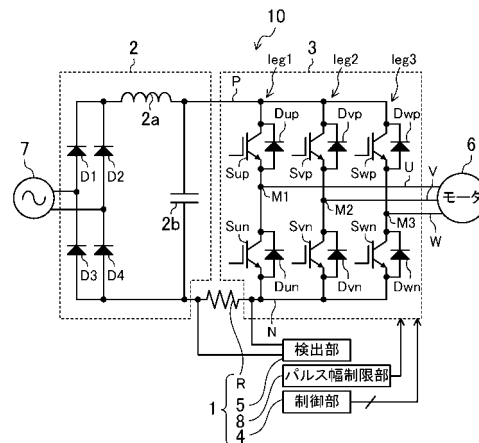 10
2
leg1
3
leg2
leg3
P
2a
Dup
Dvp
Dwp
7
D1
D2
Sup
Svp
Swp
U
V
6
モータ
2b
M1
M2
M3
W
Sun
Svn
Swn
D3
D4
Dun
Dvn
Dwn
N
R
検出部
5
パルス幅制限部
1
8
制御部
4